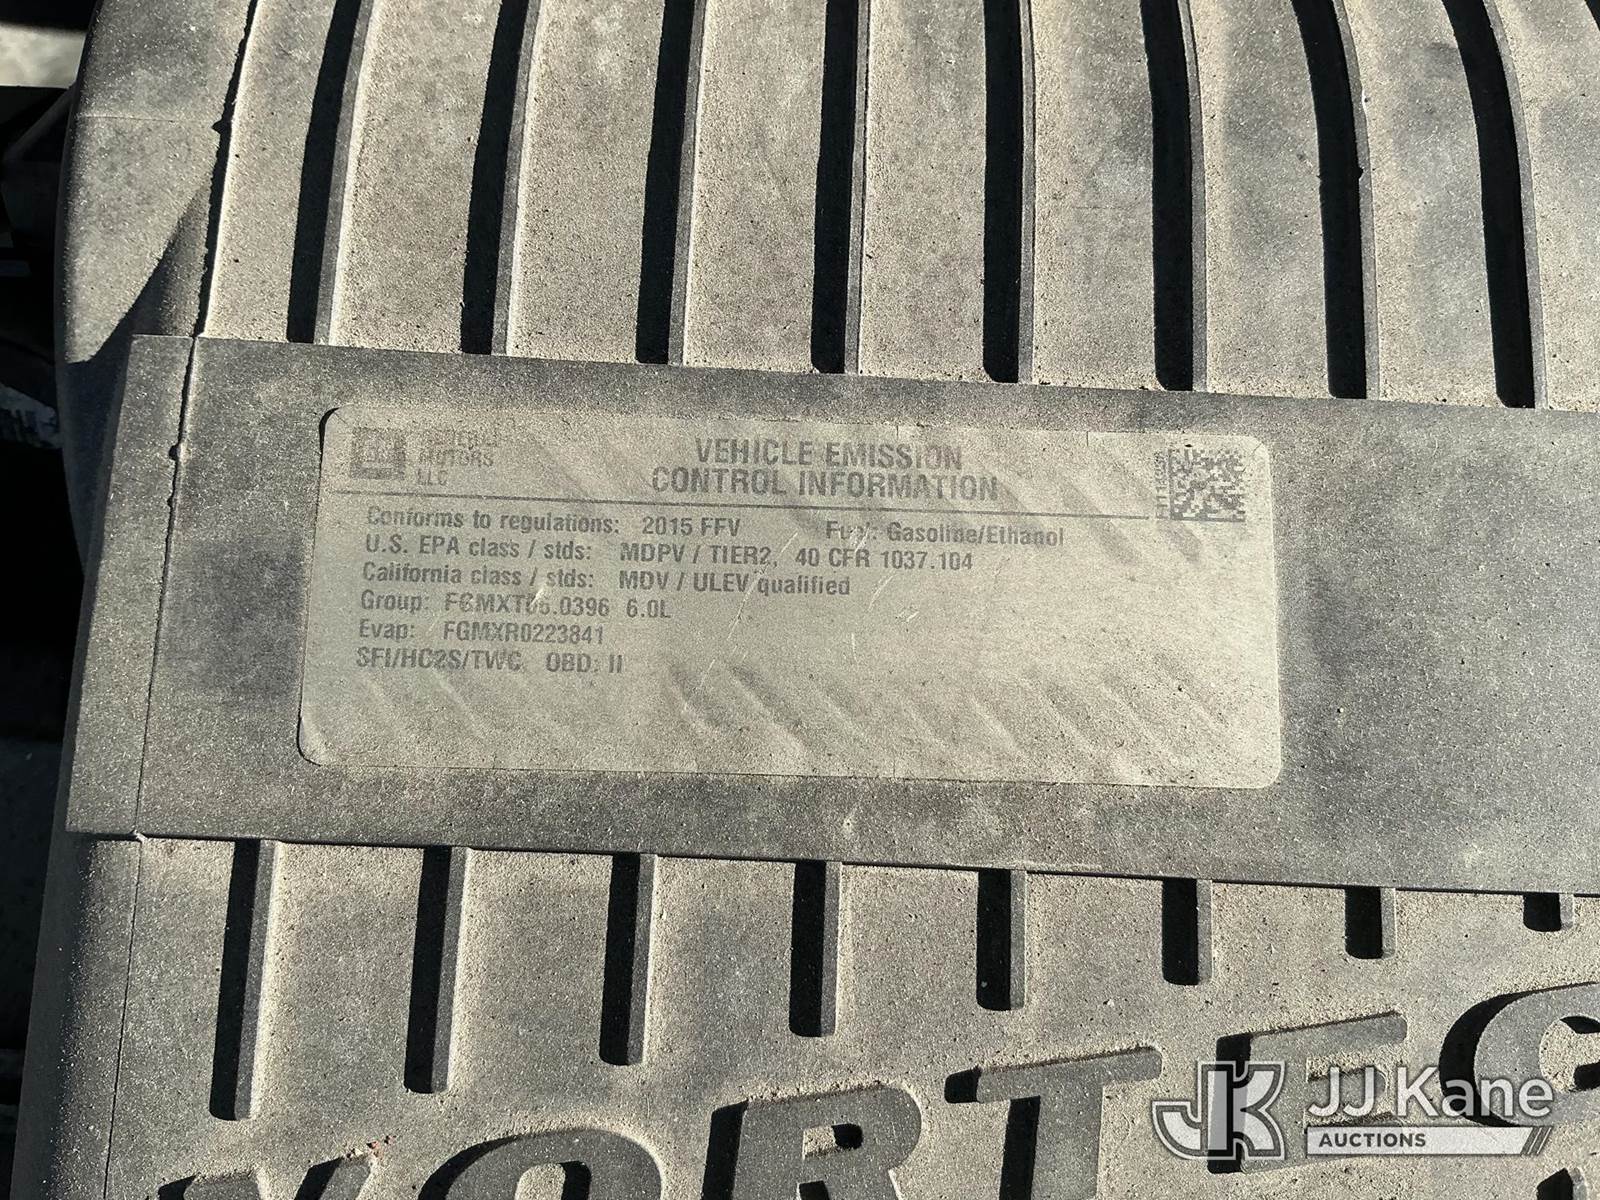 GM GENERAL
MOTORS
LLC
VEHICLE EMISSION
CONTROL INFORMATION
Conforms to regulations: 2015 FFV Fuel: Gasoline/Ethanol
U.S. EPA class / stds: MDPV / TIER2, 40 CFR 1037.104
California class / stds: MDV / ULEV qualified
Group: FGMXT06.0396 6.0L
Evap: FGMXR0223841
SFI/HO2S/TWC OBD: II
VORTEC
JK JJ Kane
AUCTIONS